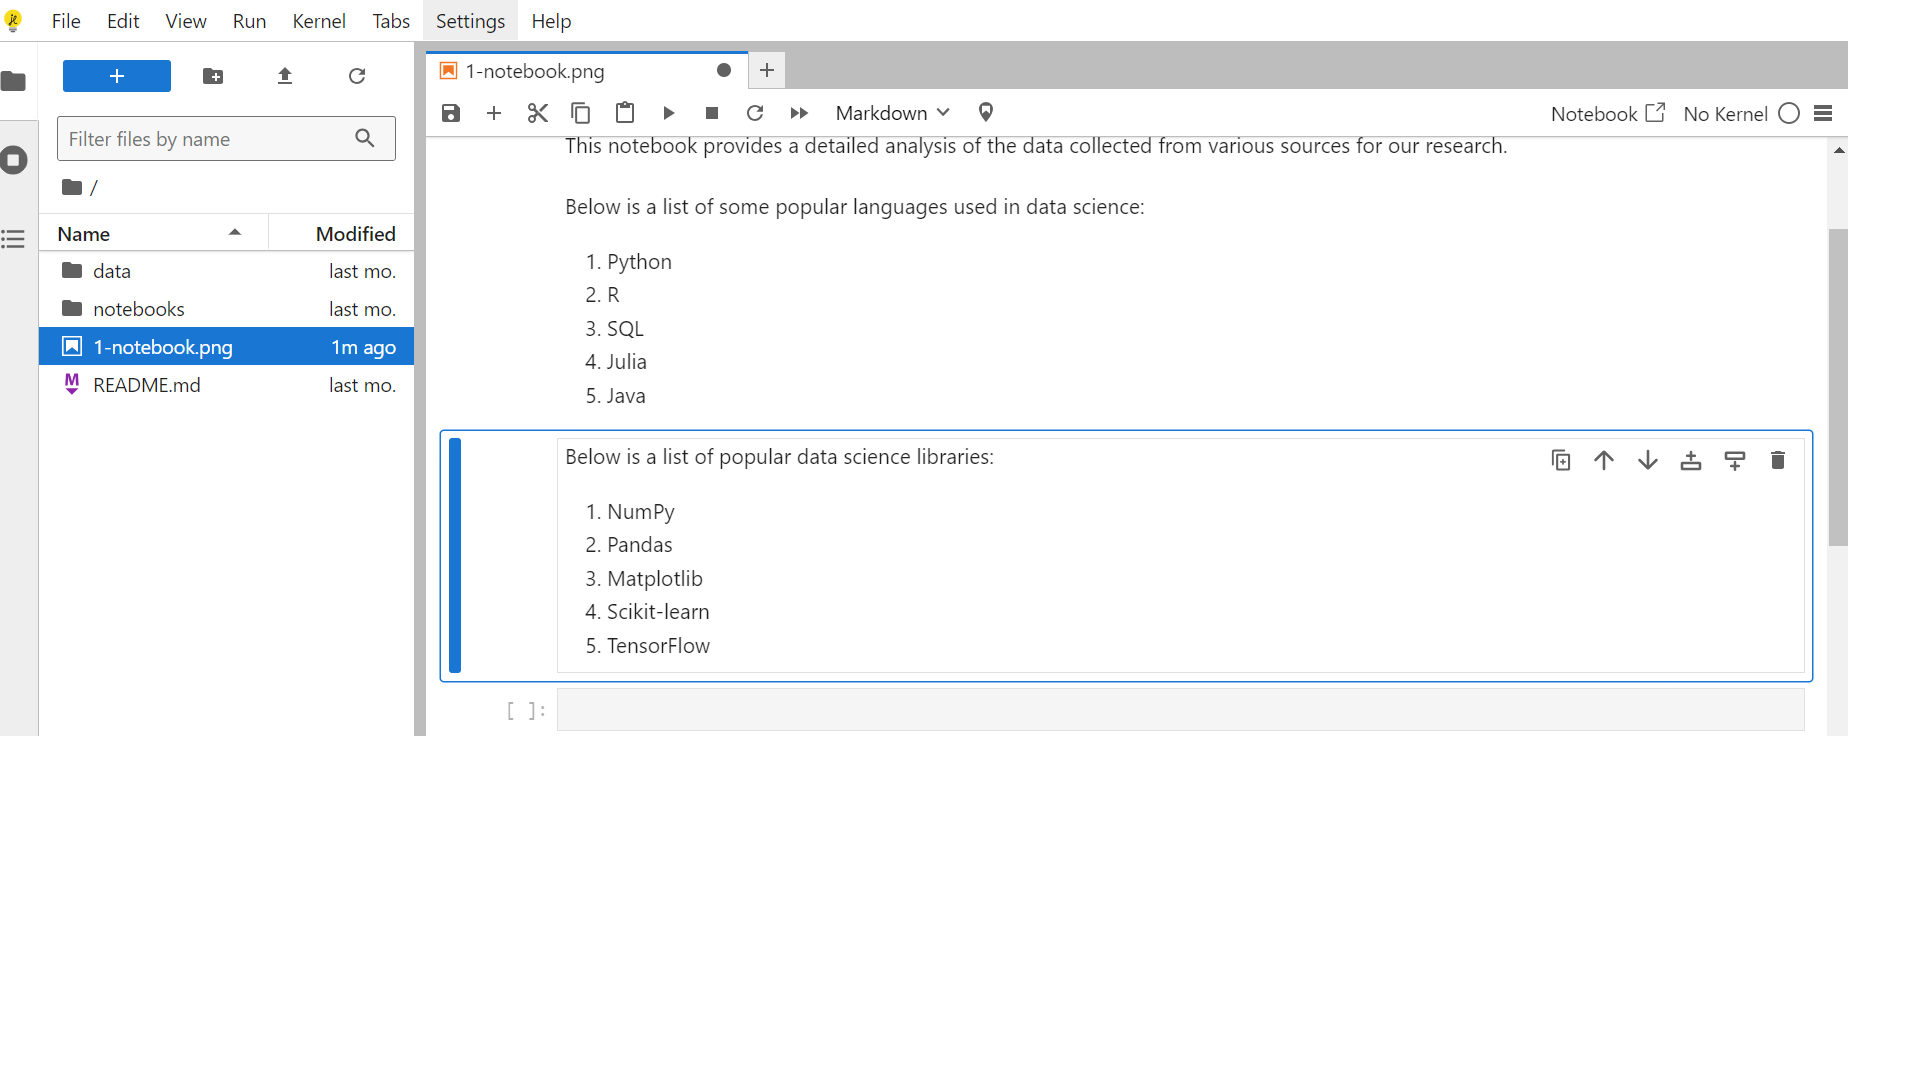 File Edit View Run Kernel Tabs Settings Help
1-notebook.png
Filter files by name
Markdown
Notebook
No Kernel
/
Name Modified
data last mo.
notebooks last mo.
1-notebook.png 1m ago
README.md last mo.
This notebook provides a detailed analysis of the data collected from various sources for our research.
Below is a list of some popular languages used in data science:
1. Python
2. R
3. SQL
4. Julia
5. Java
Below is a list of popular data science libraries:
1. NumPy
2. Pandas
3. Matplotlib
4. Scikit-learn
5. TensorFlow
[ ]: